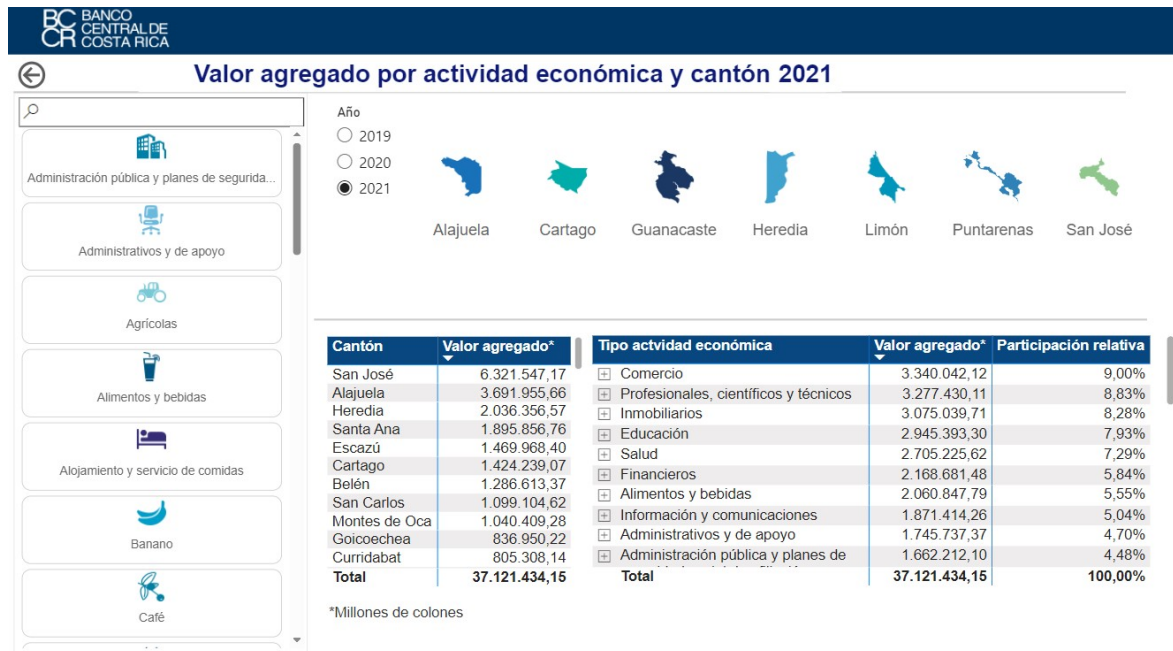 BANCO
CENTRAL DE
COSTA RICA
Valor agregado por actividad económica y cantón 2021
Administración pública y planes de segurida...
Administrativos y de apoyo
Agrícolas
Alimentos y bebidas
Alojamiento y servicio de comidas
Banano
Café
Año
2019
2020
2021
Alajuela Cartago Guanacaste Heredia Limón Puntarenas San José
Cantón Valor agregado*
San José 6.321.547,17
Alajuela 3.691.955,66
Heredia 2.036.356,57
Santa Ana 1.895.856,76
Escazú 1.469.968,40
Cartago 1.424.239,07
Belén 1.286.613,37
San Carlos 1.099.104,62
Montes de Oca 1.040.409,28
Goicoechea 836.950,22
Curridabat 805.308,14
Total 37.121.434,15
Tipo actvidad económica Valor agregado* Participación relativa
Comercio 3.340.042,12 9,00%
Profesionales, científicos y técnicos 3.277.430,11 8,83%
Inmobiliarios 3.075.039,71 8,28%
Educación 2.945.393,30 7,93%
Salud 2.705.225,62 7,29%
Financieros 2.168.681,48 5,84%
Alimentos y bebidas 2.060.847,79 5,55%
Información y comunicaciones 1.871.414,26 5,04%
Administrativos y de apoyo 1.745.737,37 4,70%
Administración pública y planes de 1.662.212,10 4,48%
Total 37.121.434,15 100,00%
*Millones de colones